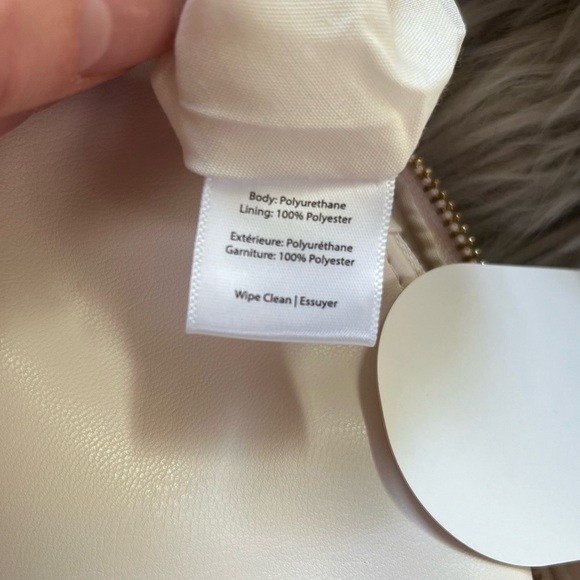 Body: Polyurethane
Lining: 100% Polyester
Extérieure: Polyuréthane
Garniture: 100% Polyester
Wipe Clean | Essuyer